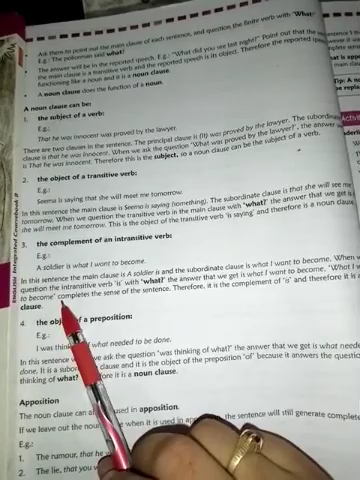 Ask them to point out the main clause of each sentence, and question the finite verb with 'What'
E.g.: The policeman said what?
The answer will be in the reported speech. E.g.: "What did you see last night?" Point out that the
the main clause is a transitive verb and the reported speech is its object. Therefore the reported
functioning like a noun and it is a noun clause.
A noun clause does the function of a noun.
A noun clause can be:
1. the subject of a verb:
E.g.:
That he was innocent was proved by the lawyer.
There are two clauses in the sentence. The principal clause is (It) was proved by the lawyer. The subordinate
clause is that he was innocent. When we ask the question 'What was proved by the lawyer?', the answer
is That he was innocent. Therefore this is the subject, so a noun clause can be the subject of a verb.
2. the object of a transitive verb:
E.g.:
Seema is saying that she will meet me tomorrow.
In this sentence the main clause is Seema is saying (something). The subordinate clause is that she will see me
tomorrow. When we question the transitive verb in the main clause with "what?" the answer that we get is
she will meet me tomorrow. This is the object of the transitive verb 'is saying' and therefore is a noun clause.
3. the complement of an intransitive verb:
E.g.:
A soldier is what I want to become.
In this sentence the main clause is A soldier is and the subordinate clause is what I want to become. When
question the intransitive verb 'is' with "what?" the answer that we get is what I want to become. 'What I
to become' completes the sense of the sentence. Therefore, it is the complement of 'is' and therefore it is
clause.
4. the of a preposition:
E.g.:
I was what needed to be done.
In this sentence we ask the question "was thinking of what?" the answer that we get is what neede
done. It is a clause and it is the object of the preposition 'of' because it answers the questio
thinking of what? it is a noun clause.
Apposition
The noun clause can used in apposition.
If we leave out the noun when it is used in the sentence will still generate complete
E.g.:
1. The rumour, that he
2. The lie, that you
ENGLISH Integrated Coursebook 8